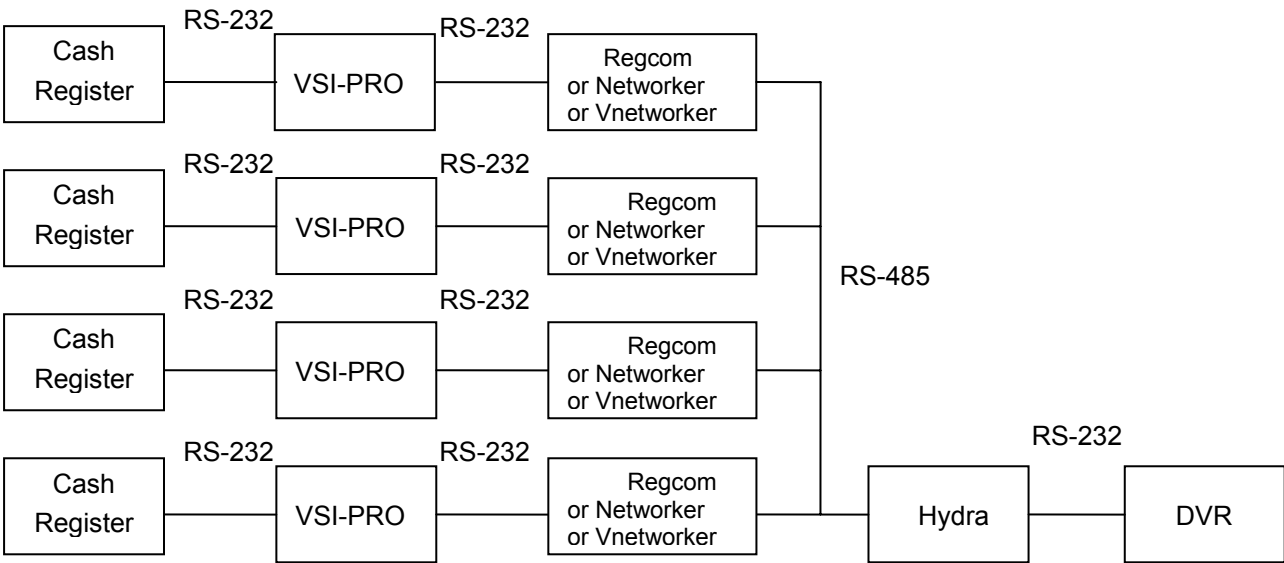 RS-232
RS-232
Cash
Register
VSI-PRO
Regcom
or Networker
or Vnetworker
RS-232
RS-232
Cash
Register
VSI-PRO
Regcom
or Networker
or Vnetworker
RS-485
RS-232
RS-232
Cash
Register
VSI-PRO
Regcom
or Networker
or Vnetworker
RS-232
RS-232
RS-232
Cash
Register
VSI-PRO
Regcom
or Networker
or Vnetworker
Hydra
DVR